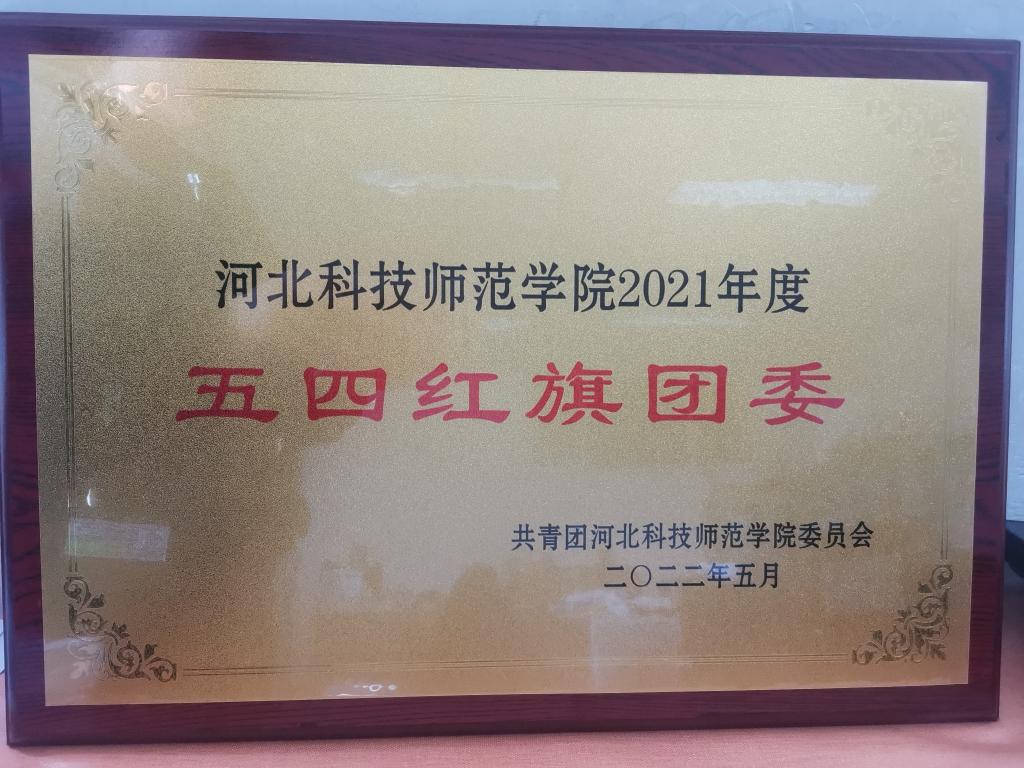 河北科技师范学院2021年度
五四红旗团委
共青团河北科技师范学院委员会
二〇二二年五月